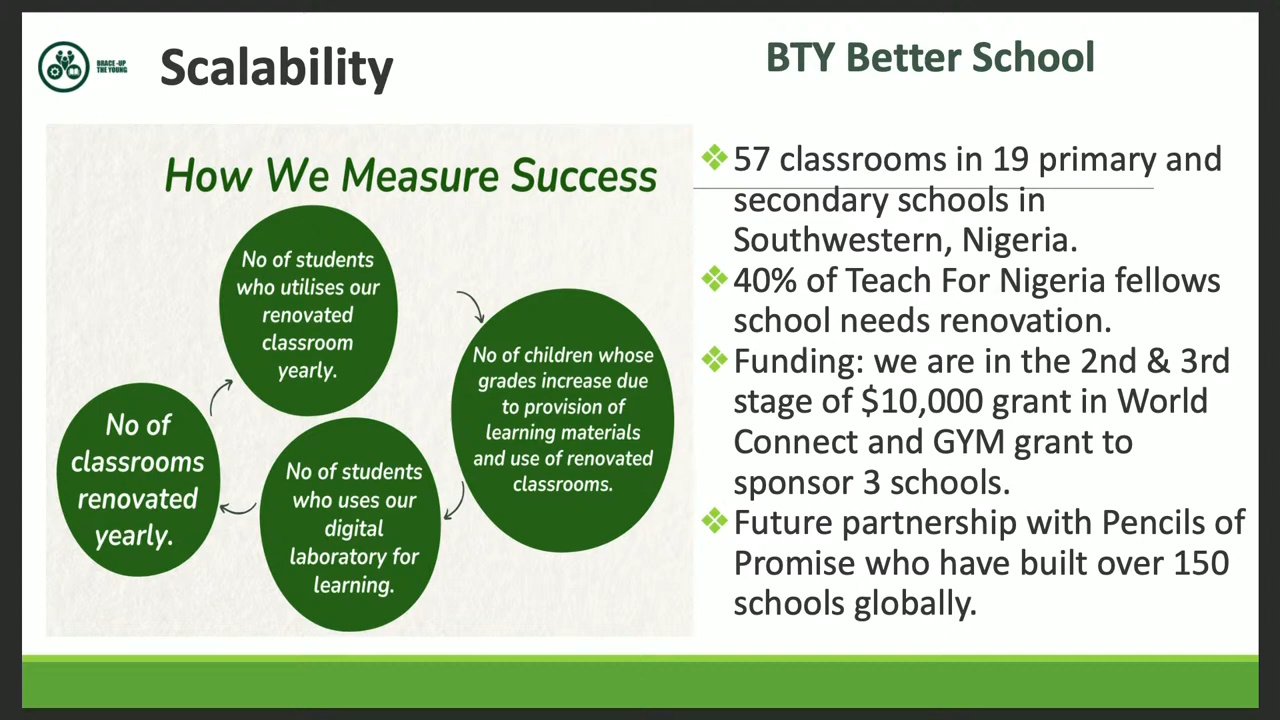 BRACE-UP
THE YOUNG
Scalability
BTY Better School
How We Measure Success
No of students
who utilises our
renovated
classroom
yearly.
No of children whose
grades increase due
to provision of
learning materials
and use of renovated
classrooms.
No of students
who uses our
digital
laboratory for
learning.
No of
classrooms
renovated
yearly.
57 classrooms in 19 primary and
secondary schools in
Southwestern, Nigeria.
40% of Teach For Nigeria fellows
school needs renovation.
Funding: we are in the 2nd & 3rd
stage of $10,000 grant in World
Connect and GYM grant to
sponsor 3 schools.
Future partnership with Pencils of
Promise who have built over 150
schools globally.